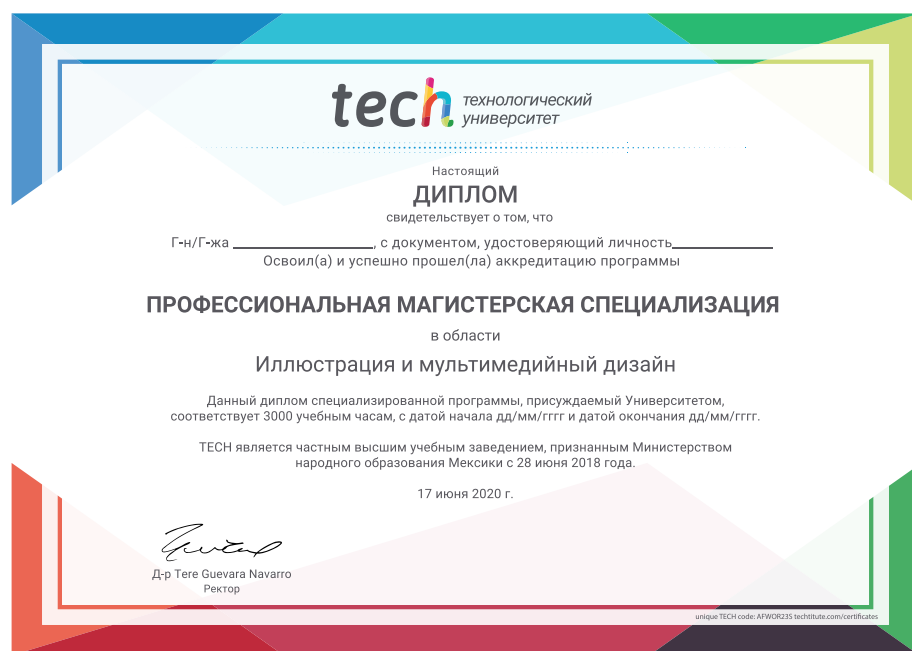 tech технологический
университет
Настоящий
ДИПЛОМ
свидетельствует о том, что
Г-н/Г-жа ____________________, с документом, удостоверяющий личность______________
Освоил(а) и успешно прошел(ла) аккредитацию программы
ПРОФЕССИОНАЛЬНАЯ МАГИСТЕРСКАЯ СПЕЦИАЛИЗАЦИЯ
в области
Иллюстрация и мультимедийный дизайн
Данный диплом специализированной программы, присуждаемый Университетом,
соответствует 3000 учебным часам, с датой начала дд/мм/гггг и датой окончания дд/мм/гггг.
TECH является частным высшим учебным заведением, признанным Министерством
народного образования Мексики с 28 июня 2018 года.
17 июня 2020 г.
Д-р Tere Guevara Navarro
Ректор
unique TECH code: AFWOR23S techtitute.com/certificates